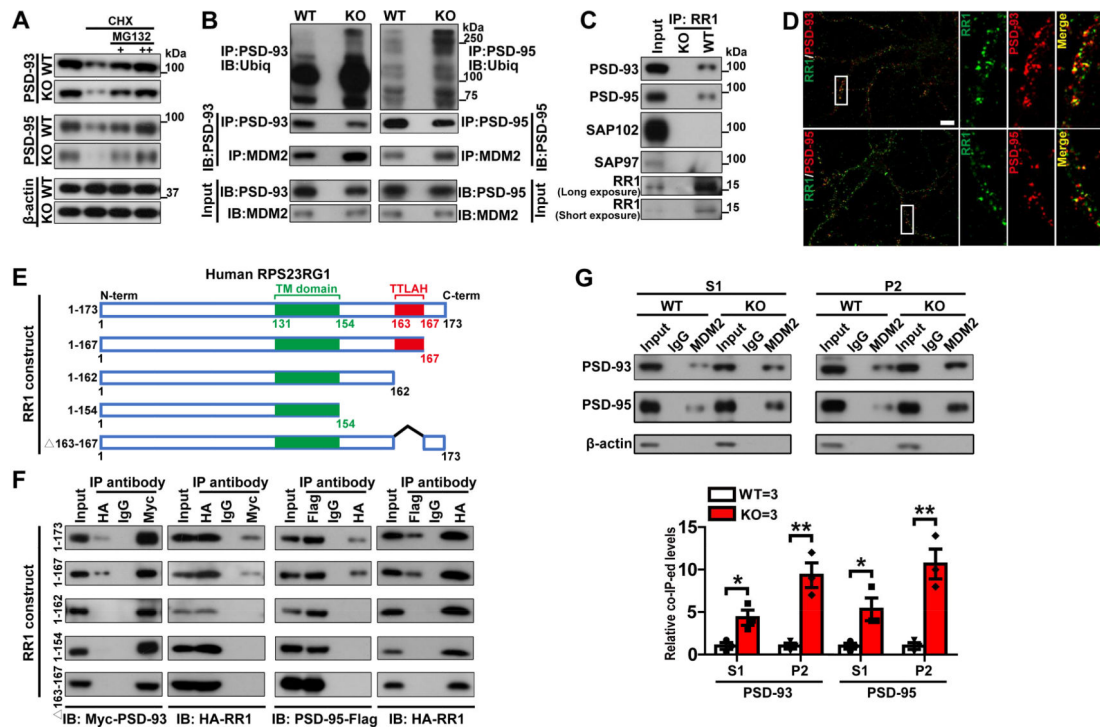 A
CHX
MG132
+ ++
kDa
PSD-93
KO WT
100
PSD-95
KO WT
100
β-actin
KO WT
37
B
WT KO WT KO
kDa
250
IP:PSD-93
IB:Ubiq
IP:PSD-95
IB:Ubiq
100
75
IB:PSD-93
IP:PSD-93
IP:PSD-95
IP:MDM2
IP:MDM2
IB:PSD-95
Input
IB:PSD-93
IB:PSD-95
IB:MDM2
IB:MDM2
Input
C
IP: RR1
Input KO WT
kDa
PSD-93
100
PSD-95
100
SAP102
100
SAP97
100
RR1
(Long exposure)
15
RR1
(Short exposure)
15
D
RR1/PSD-93
RR1
PSD-93
Merge
RR1/PSD-95
RR1
PSD-95
Merge
E
Human RPS23RG1
N-term
TM domain
TTLAH
C-term
RR1 construct
1-173
1
131
154
163
167
173
1-167
1
167
1-162
1
162
1-154
1
154
△163-167
1
173
F
IP antibody IP antibody IP antibody IP antibody
Input HA IgG Myc Input HA IgG Myc Input Flag IgG HA Input Flag IgG HA
RR1 construct
1-173
1-167
1-162
1-154
△163-167
IB: Myc-PSD-93 IB: HA-RR1 IB: PSD-95-Flag IB: HA-RR1
G
S1 P2
WT KO WT KO
Input IgG MDM2 Input IgG MDM2 Input IgG MDM2 Input IgG MDM2
PSD-93
PSD-95
β-actin
WT=3
KO=3
Relative co-IP-ed levels
15
10
5
0
* ** * **
S1 P2 S1 P2
PSD-93 PSD-95